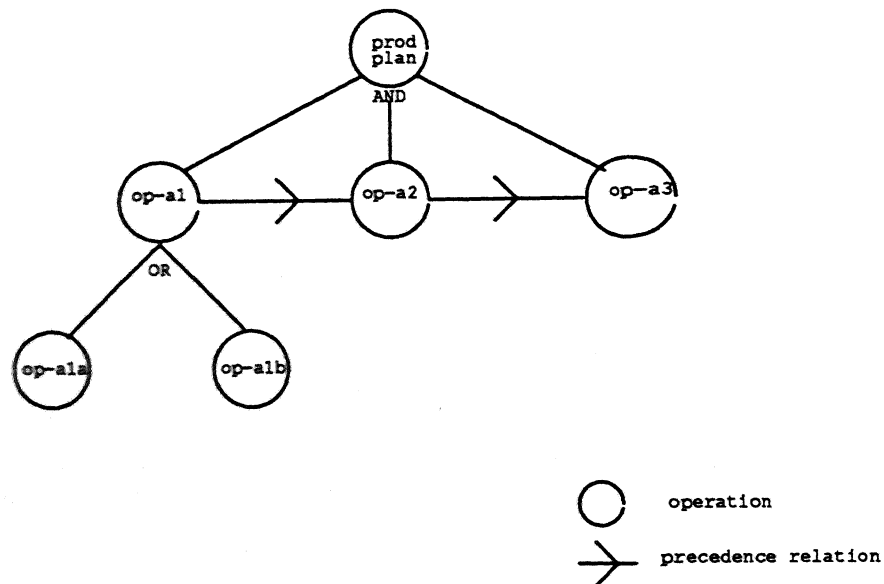 prod
plan
AND
op-a1
op-a2
op-a3
OR
op-a1a
op-a1b
operation
precedence relation